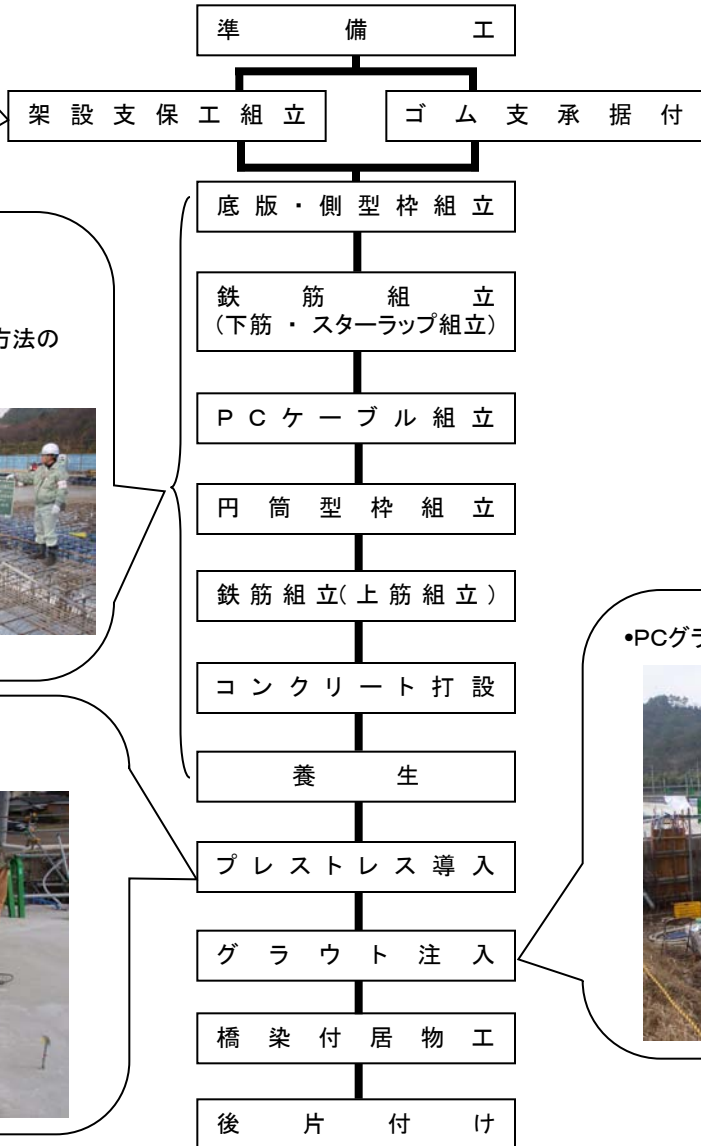 準備工
架設支保工組立
ゴム支承据付
底版・側型枠組立
鉄筋組立
(下筋・スターラップ組立)
方法の
PCケーブル組立
円筒型枠組立
鉄筋組立(上筋組立)
•PCグラ
コンクリート打設
養生
プレストレス導入
グラウト注入
橋染付居物工
後片付け